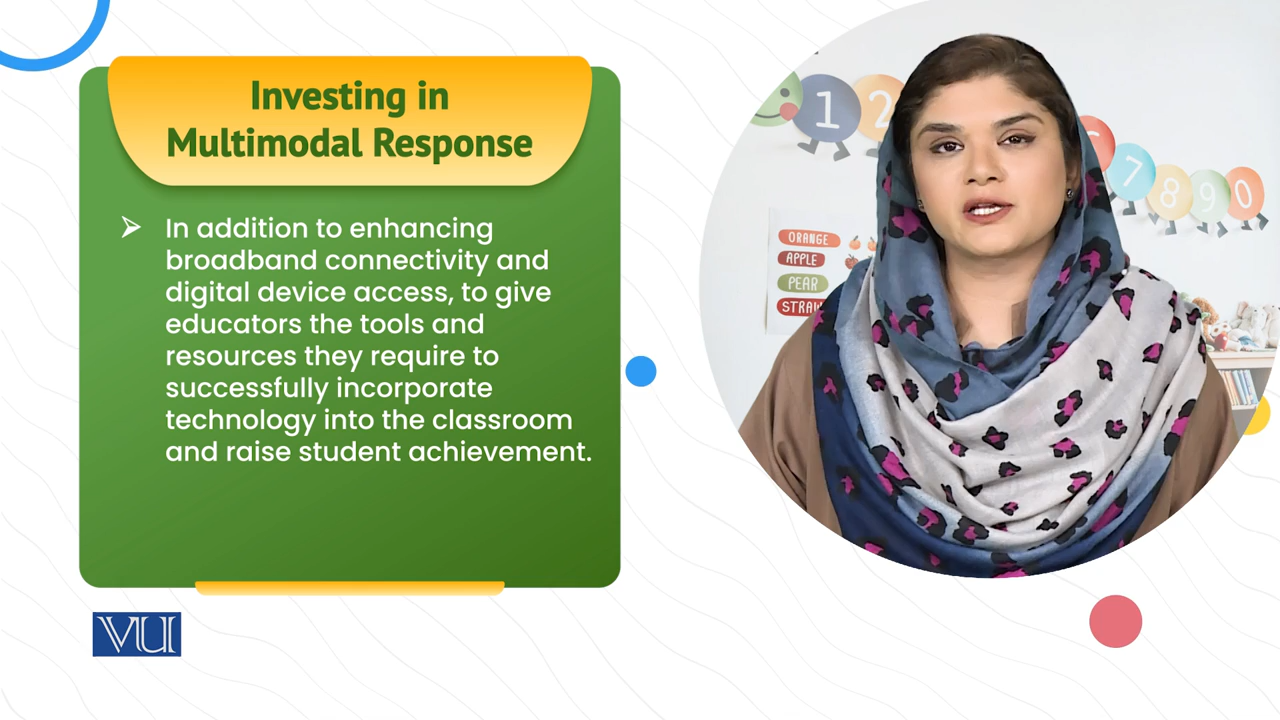 Investing in
Multimodal Response
In addition to enhancing
broadband connectivity and
digital device access, to give
educators the tools and
resources they require to
successfully incorporate
technology into the classroom
and raise student achievement.
1 2
6 7 8 9 0
ORANGE
APPLE
PEAR
STRAW
VU